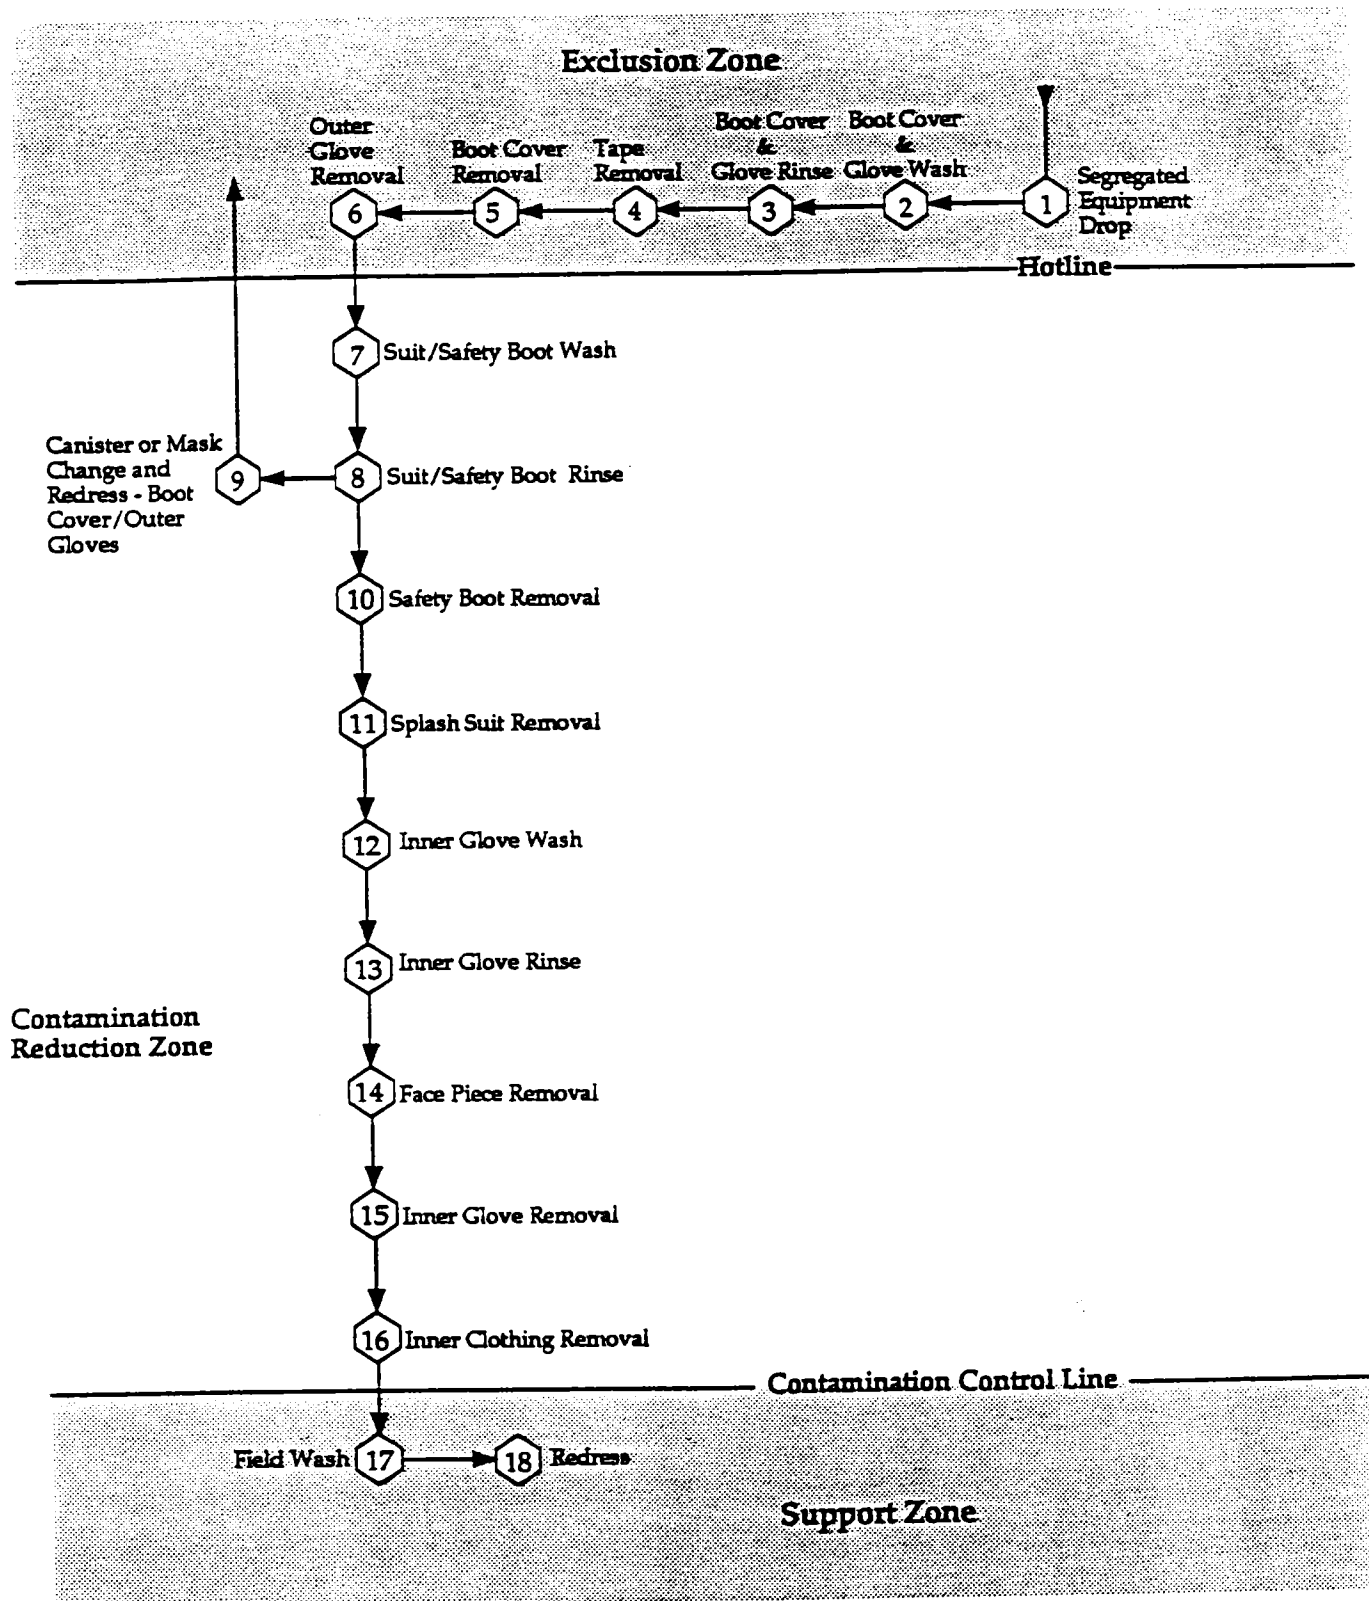 Exclusion Zone
Outer
Glove
Removal
6
Boot Cover
Removal
5
Tape
Removal
4
Boot Cover
&
Glove Rinse
3
Boot Cover
&
Glove Wash
2
1
Segregated
Equipment
Drop
Hotline
7
Suit/Safety Boot Wash
Canister or Mask
Change and
Redress - Boot
Cover/Outer
Gloves
9
8
Suit/Safety Boot Rinse
10
Safety Boot Removal
11
Splash Suit Removal
12
Inner Glove Wash
13
Inner Glove Rinse
Contamination
Reduction Zone
14
Face Piece Removal
15
Inner Glove Removal
16
Inner Clothing Removal
Contamination Control Line
Field Wash
17
18
Redress
Support Zone